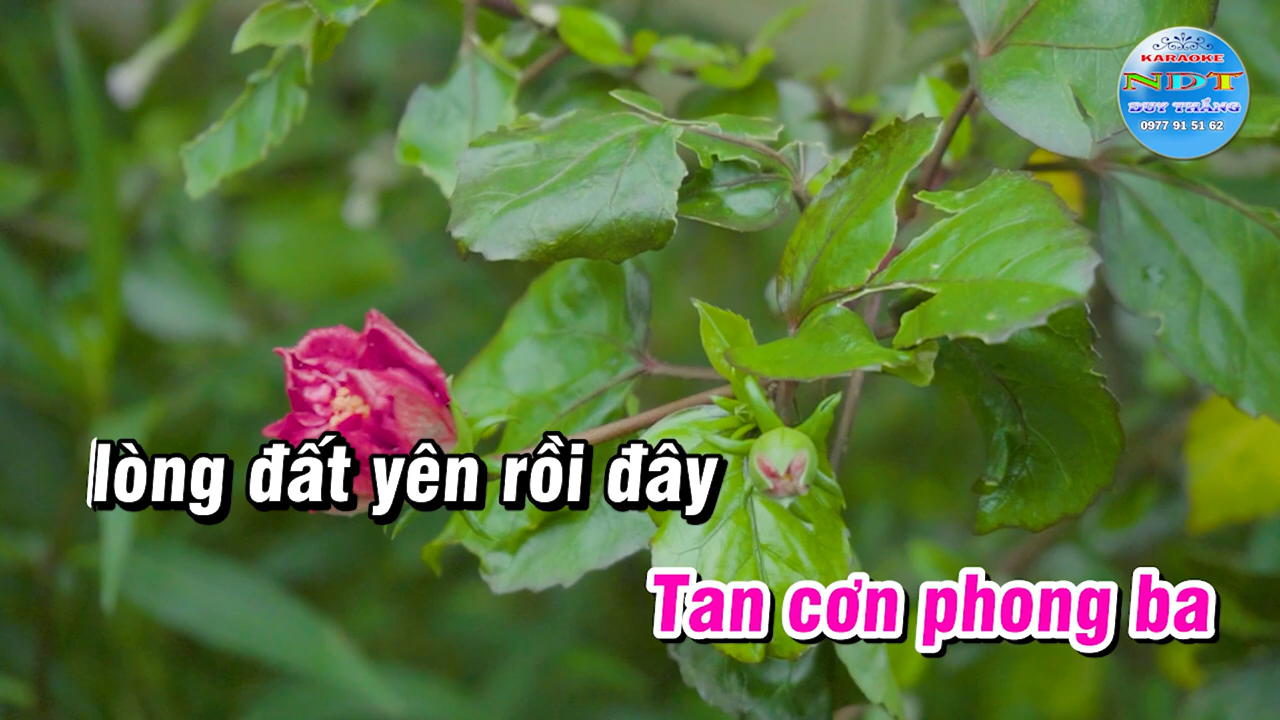 KARAOKE
NDT
DUY THẮNG
0977 91 51 62
lòng đất yên rồi đây
Tan cơn phong ba